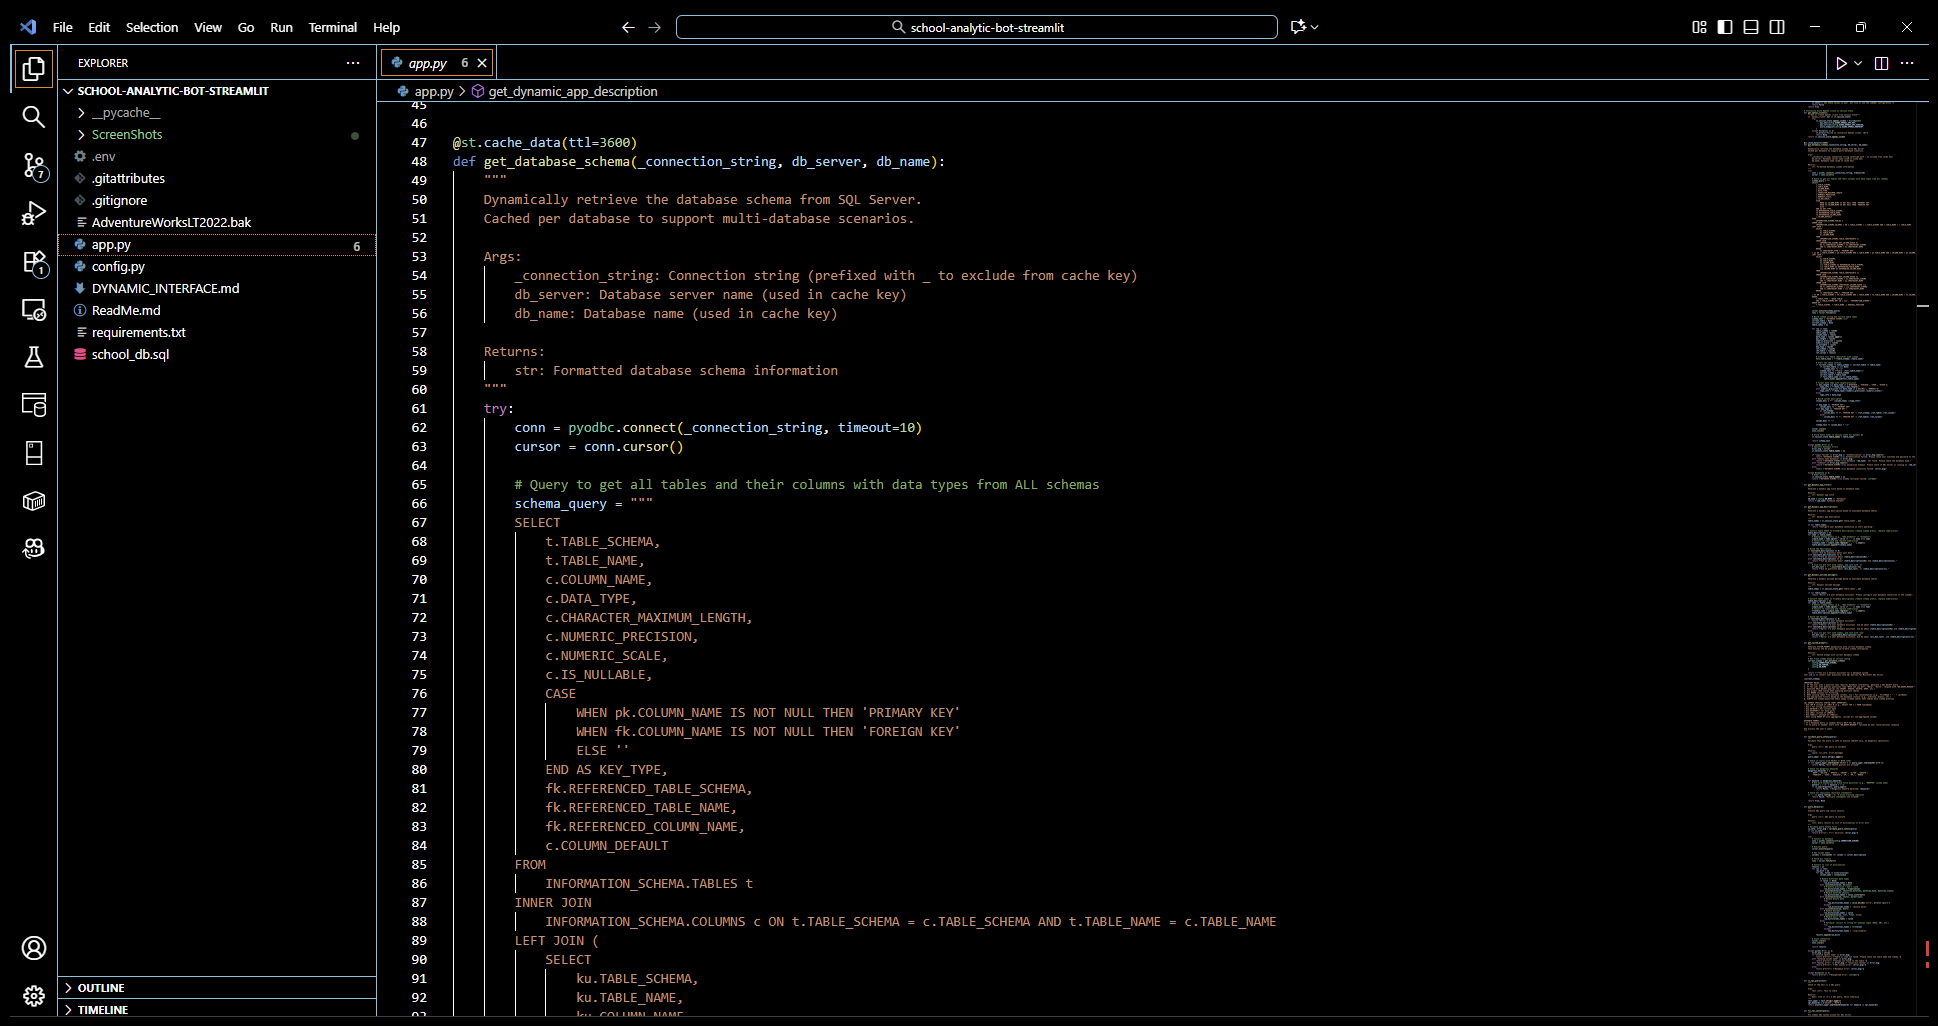 File Edit Selection View Go Run Terminal Help
school-analytic-bot-streamlit
EXPLORER
SCHOOL-ANALYTIC-BOT-STREAMLIT
__pycache__
ScreenShots
.env
.gitattributes
.gitignore
AdventureWorksLT2022.bak
app.py 6
config.py
DYNAMIC_INTERFACE.md
ReadMe.md
requirements.txt
school_db.sql
OUTLINE
TIMELINE
7
1
app.py 6
app.py > get_dynamic_app_description
45
46
47 @st.cache_data(ttl=3600)
48 def get_database_schema(_connection_string, db_server, db_name):
49 """
50 Dynamically retrieve the database schema from SQL Server.
51 Cached per database to support multi-database scenarios.
52
53 Args:
54 _connection_string: Connection string (prefixed with _ to exclude from cache key)
55 db_server: Database server name (used in cache key)
56 db_name: Database name (used in cache key)
57
58 Returns:
59 str: Formatted database schema information
60 """
61 try:
62 conn = pyodbc.connect(_connection_string, timeout=10)
63 cursor = conn.cursor()
64
65 # Query to get all tables and their columns with data types from ALL schemas
66 schema_query = """
67 SELECT
68 t.TABLE_SCHEMA,
69 t.TABLE_NAME,
70 c.COLUMN_NAME,
71 c.DATA_TYPE,
72 c.CHARACTER_MAXIMUM_LENGTH,
73 c.NUMERIC_PRECISION,
74 c.NUMERIC_SCALE,
75 c.IS_NULLABLE,
76 CASE
77 WHEN pk.COLUMN_NAME IS NOT NULL THEN 'PRIMARY KEY'
78 WHEN fk.COLUMN_NAME IS NOT NULL THEN 'FOREIGN KEY'
79 ELSE ''
80 END AS KEY_TYPE,
81 fk.REFERENCED_TABLE_SCHEMA,
82 fk.REFERENCED_TABLE_NAME,
83 fk.REFERENCED_COLUMN_NAME,
84 c.COLUMN_DEFAULT
85 FROM
86 INFORMATION_SCHEMA.TABLES t
87 INNER JOIN
88 INFORMATION_SCHEMA.COLUMNS c ON t.TABLE_SCHEMA = c.TABLE_SCHEMA AND t.TABLE_NAME = c.TABLE_NAME
89 LEFT JOIN (
90 SELECT
91 ku.TABLE_SCHEMA,
92 ku.TABLE_NAME,
93 ku.COLUMN_NAME